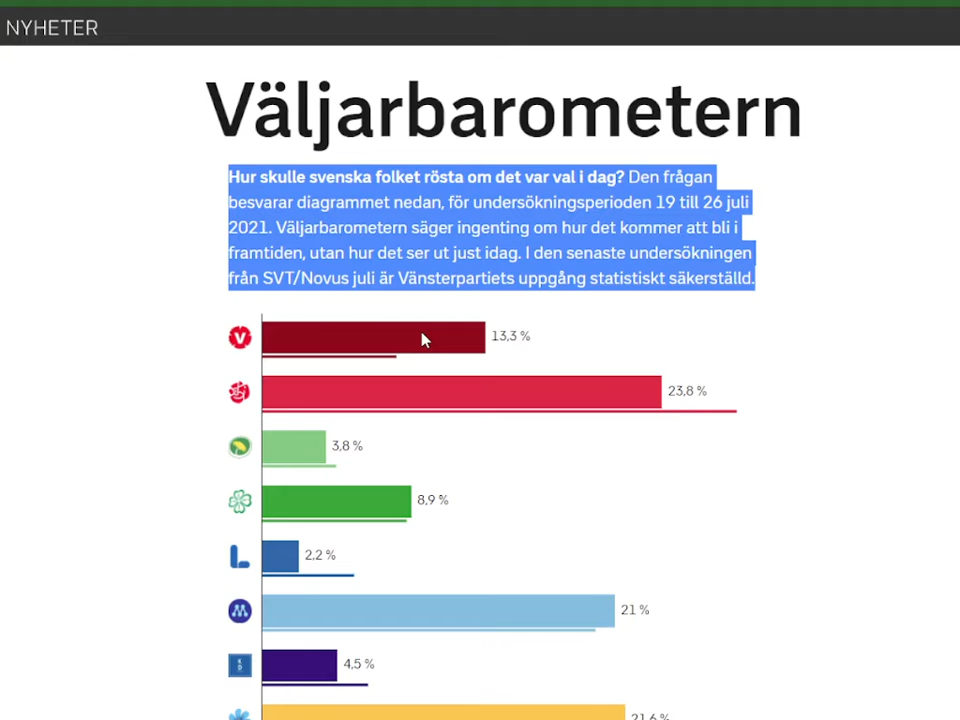 NYHETER
Väljarbarometern
Hur skulle svenska folket rösta om det var val i dag? Den frågan
besvarar diagrammet nedan, för undersökningsperioden 19 till 26 juli
2021. Väljarbarometern säger ingenting om hur det kommer att bli i
framtiden, utan hur det ser ut just idag. I den senaste undersökningen
från SVT/Novus juli är Vänsterpartiets uppgång statistiskt säkerställd.
V
13,3 %
23,8 %
3,8 %
8,9 %
L
2,2 %
M
21 %
K
D
4,5 %
21,6 %